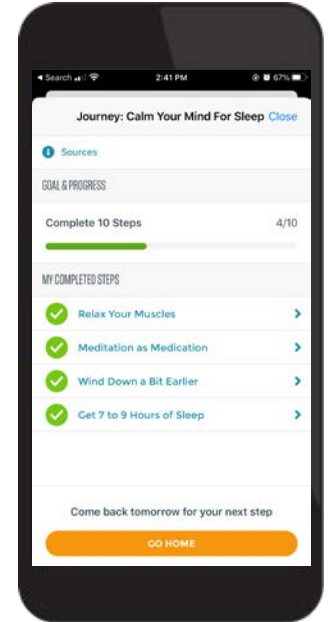 Search
2:41 PM
67%
Journey: Calm Your Mind For Sleep Close
Sources
GOAL & PROGRESS
Complete 10 Steps 4/10
MY COMPLETED STEPS
Relax Your Muscles
Meditation as Medication
Wind Down a Bit Earlier
Get 7 to 9 Hours of Sleep
Come back tomorrow for your next step
GO HOME